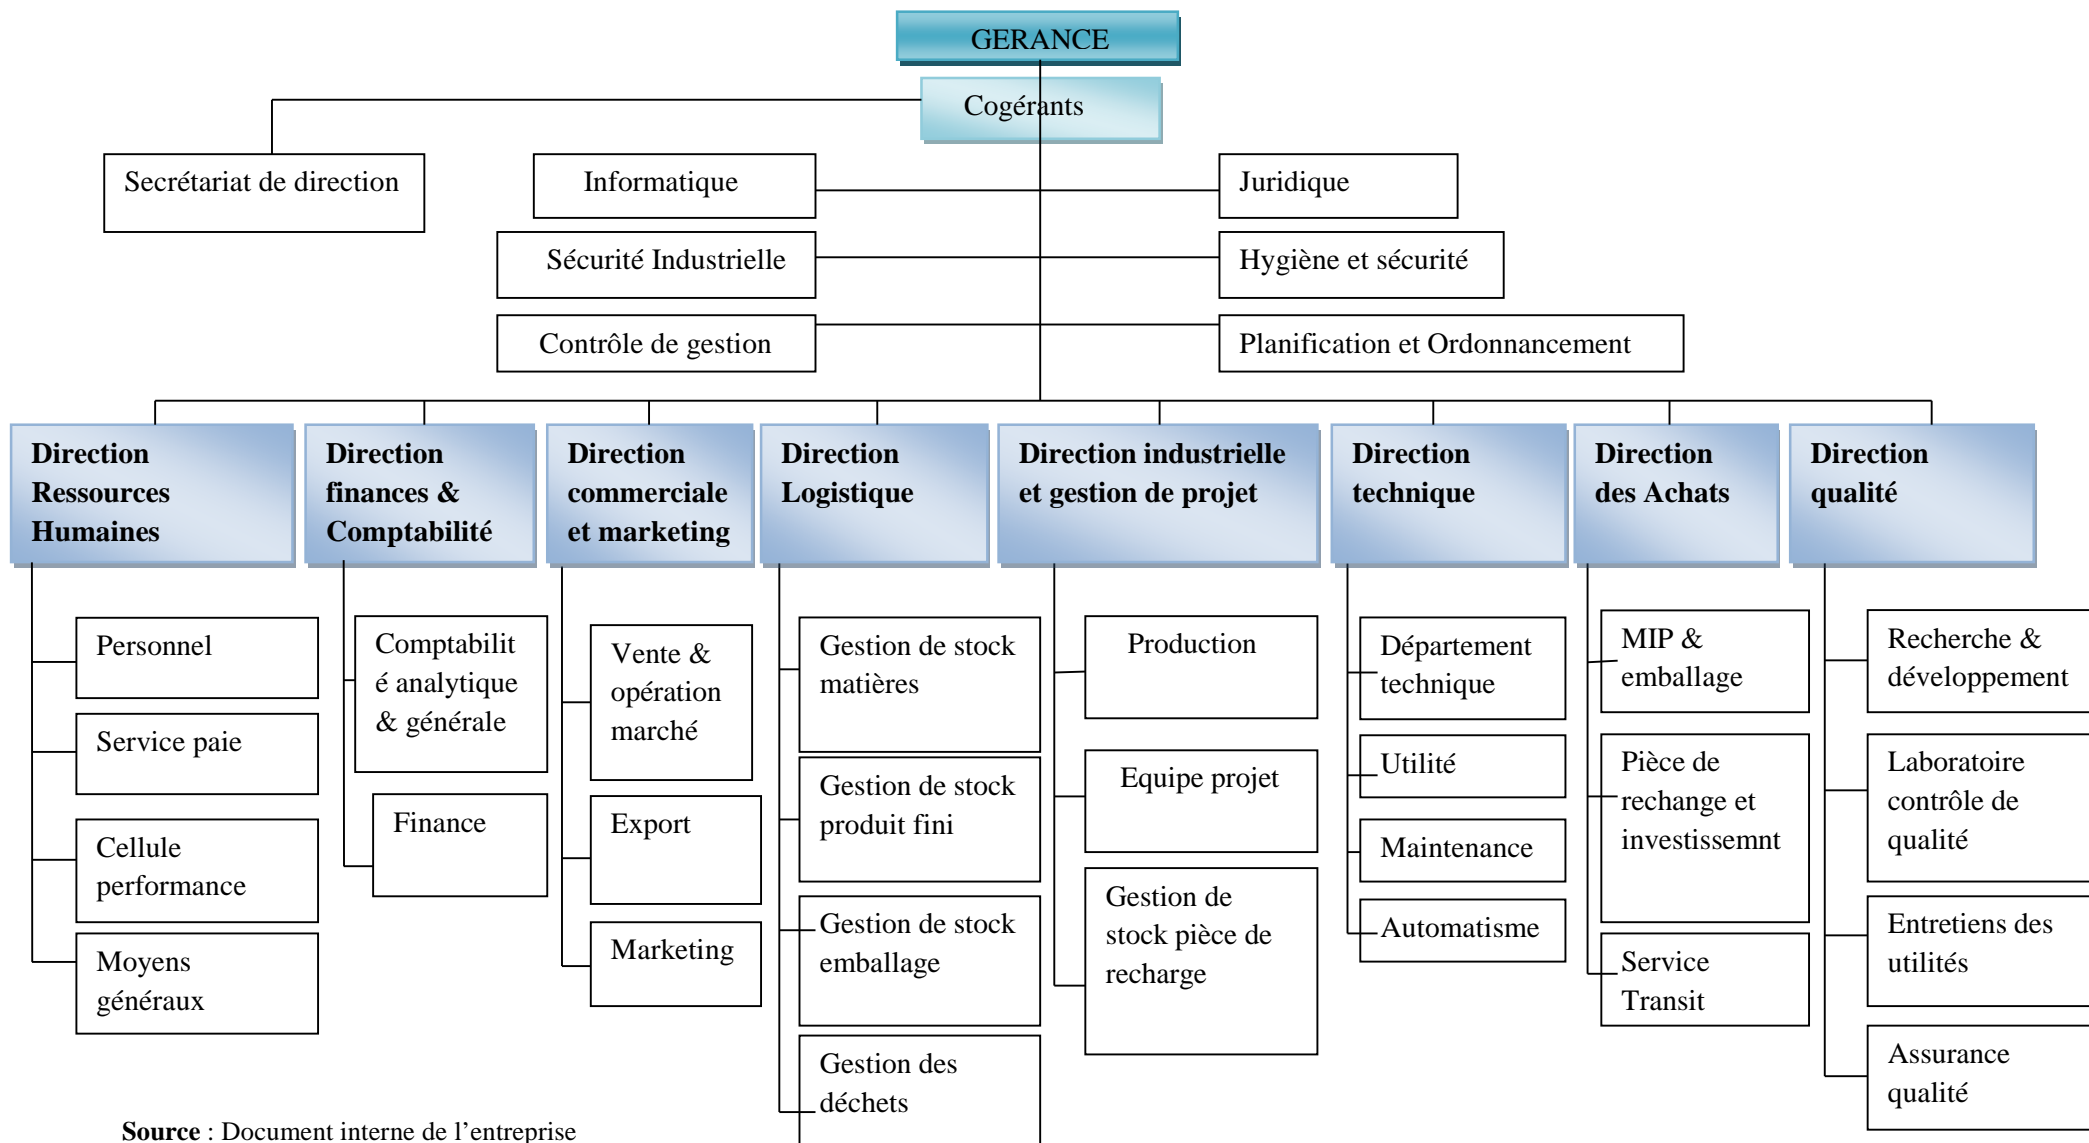 GERANCE
Cogérants
Secrétariat de direction
Informatique
Juridique
Sécurité Industrielle
Hygiène et sécurité
Contrôle de gestion
Planification et Ordonnancement
Direction
Ressources
Humaines
Direction
finances &
Comptabilité
Direction
commerciale
et marketing
Direction
Logistique
Direction industrielle
et gestion de projet
Direction
technique
Direction
des Achats
Direction
qualité
Personnel
Service paie
Cellule
performance
Moyens
généraux
Comptabilit
é analytique
& générale
Finance
Vente &
opération
marché
Export
Marketing
Gestion de stock
matières
Gestion de stock
produit fini
Gestion de stock
emballage
Gestion des
déchets
Production
Equipe projet
Gestion de
stock pièce de
recharge
Département
technique
Utilité
Maintenance
Automatisme
MIP &
emballage
Pièce de
rechange et
investissemnt
Service
Transit
Recherche &
développement
Laboratoire
contrôle de
qualité
Entretiens des
utilités
Assurance
qualité
Source : Document interne de l’entreprise